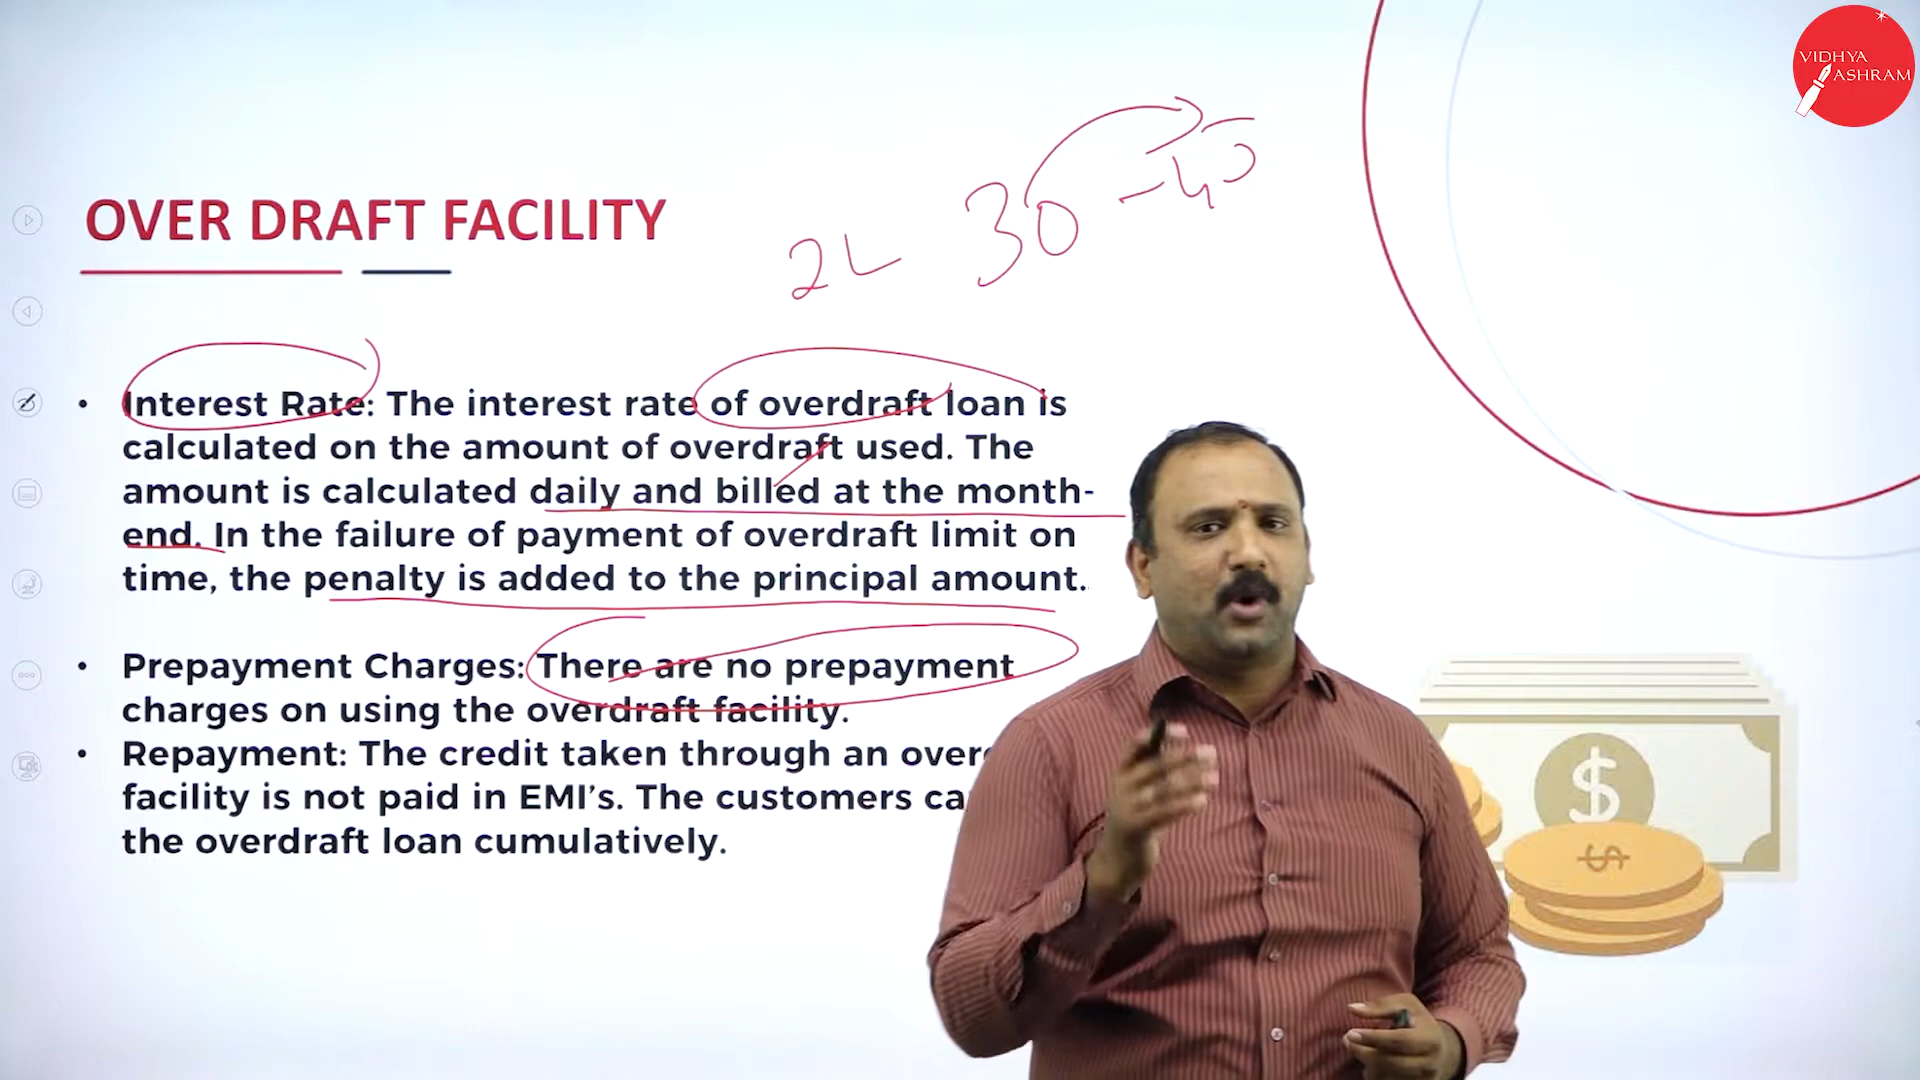 VIDHYA
ASHRAM
30 - 45
2L
OVER DRAFT FACILITY
• Interest Rate: The interest rate of overdraft loan is
calculated on the amount of overdraft used. The
amount is calculated daily and billed at the month-
end. In the failure of payment of overdraft limit on
time, the penalty is added to the principal amount.
• Prepayment Charges: There are no prepayment
charges on using the overdraft facility.
• Repayment: The credit taken through an
facility is not paid in EMI's. The customers
the overdraft loan cumulatively.
$
$